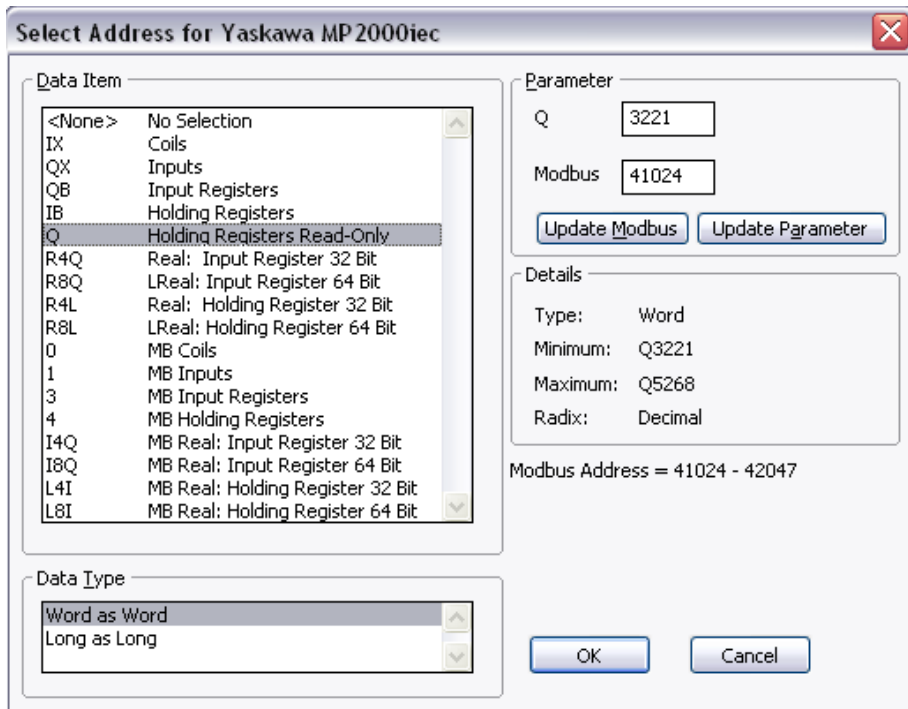 Select Address for Yaskawa MP2000iec
Data Item
<None> No Selection
IX Coils
QX Inputs
QB Input Registers
IB Holding Registers
Q Holding Registers Read-Only
R4Q Real: Input Register 32 Bit
R8Q LReal: Input Register 64 Bit
R4L Real: Holding Register 32 Bit
R8L LReal: Holding Register 64 Bit
0 MB Coils
1 MB Inputs
3 MB Input Registers
4 MB Holding Registers
I4Q MB Real: Input Register 32 Bit
I8Q MB Real: Input Register 64 Bit
L4I MB Real: Holding Register 32 Bit
L8I MB Real: Holding Register 64 Bit
Data Type
Word as Word
Long as Long
Parameter
Q 3221
Modbus 41024
Update Modbus Update Parameter
Details
Type: Word
Minimum: Q3221
Maximum: Q5268
Radix: Decimal
Modbus Address = 41024 - 42047
OK Cancel